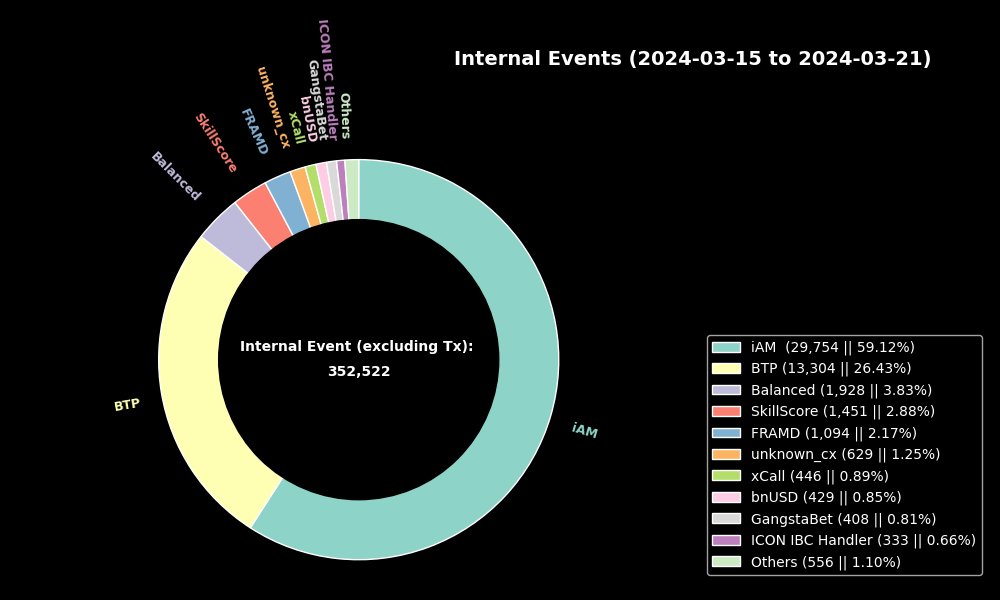 Internal Events (2024-03-15 to 2024-03-21)
ICON IBC Handler
GangstaBet
unknown_cx
Others
bnUSD
xCall
FRAMD
SkillScore
Balanced
BTP
iAM
Internal Event (excluding Tx):
352,522
iAM  (29,754 || 59.12%)
BTP (13,304 || 26.43%)
Balanced (1,928 || 3.83%)
SkillScore (1,451 || 2.88%)
FRAMD (1,094 || 2.17%)
unknown_cx (629 || 1.25%)
xCall (446 || 0.89%)
bnUSD (429 || 0.85%)
GangstaBet (408 || 0.81%)
ICON IBC Handler (333 || 0.66%)
Others (556 || 1.10%)